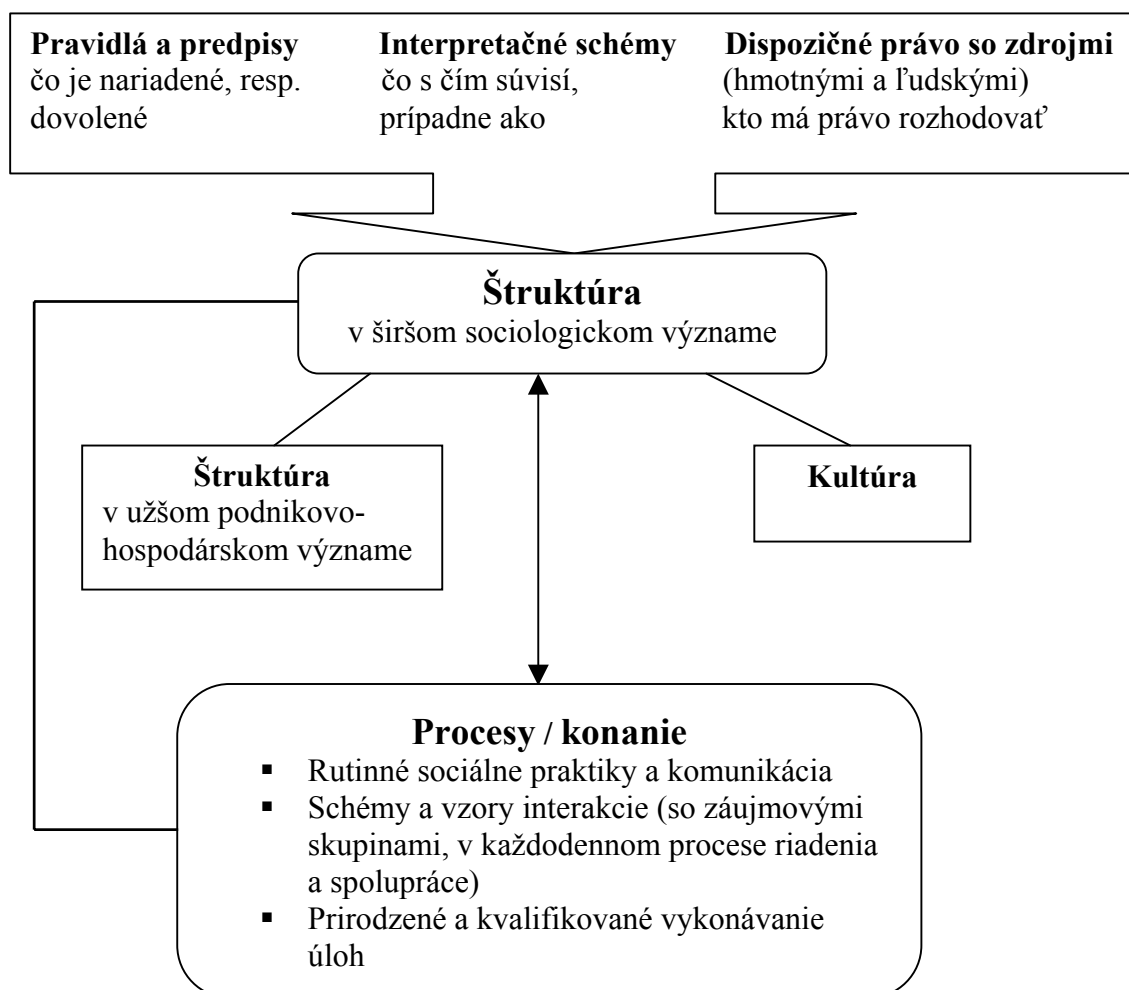 Pravidlá a predpisy
čo je nariadené, resp.
dovolené
Interpretačné schémy
čo s čím súvisí,
prípadne ako
Dispozičné právo so zdrojmi
(hmotnými a ľudskými)
kto má právo rozhodovať
Štruktúra
v širšom sociologickom význame
Štruktúra
v užšom podnikovo-
hospodárskom význame
Kultúra
Procesy / konanie
▪ Rutinné sociálne praktiky a komunikácia
▪ Schémy a vzory interakcie (so záujmovými
skupinami, v každodennom procese riadenia
a spolupráce)
▪ Prirodzené a kvalifikované vykonávanie
úloh